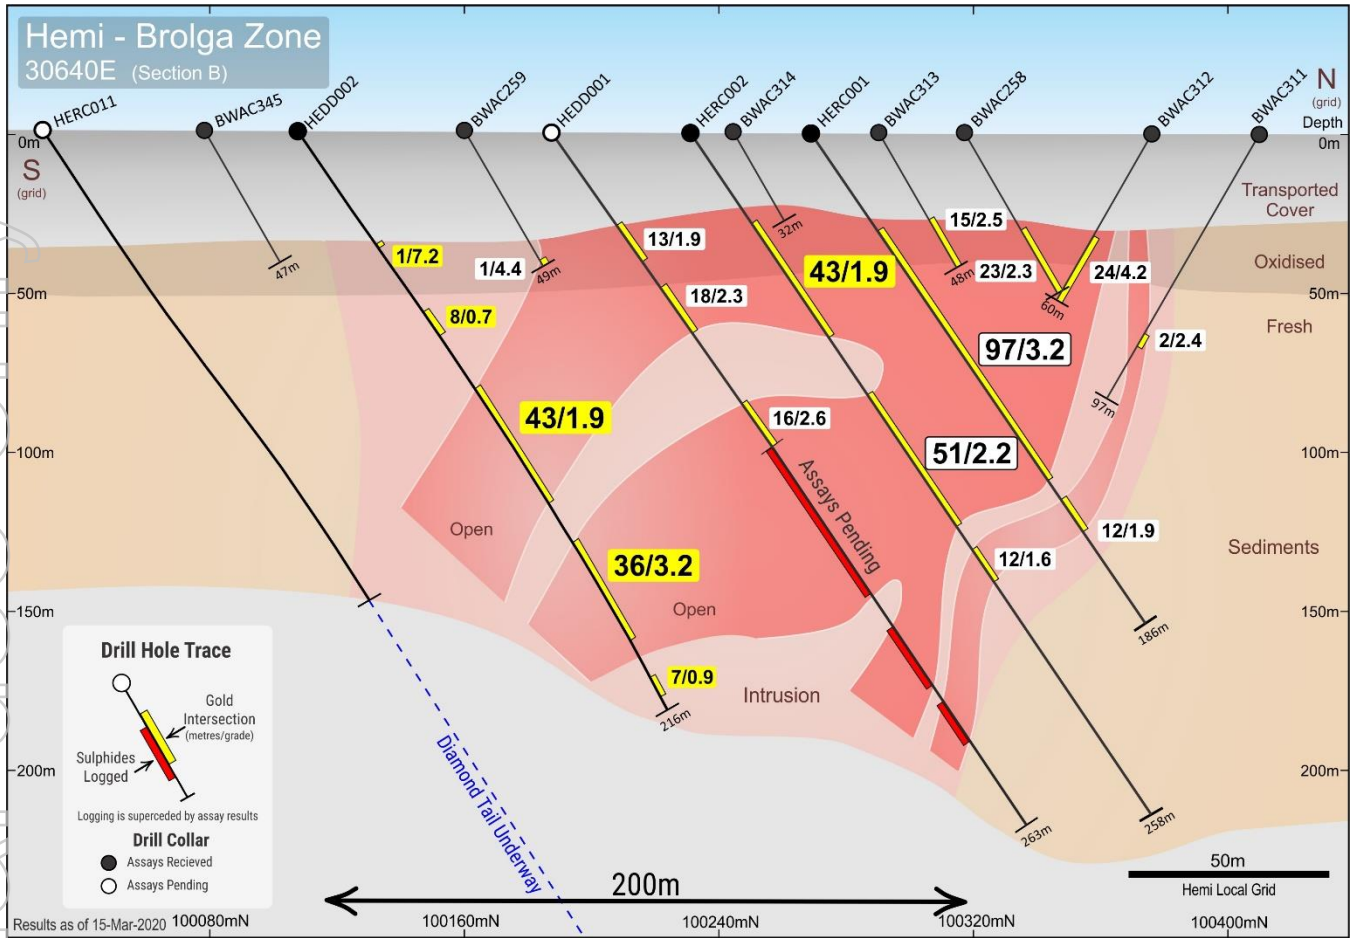 Hemi - Brolga Zone
30640E (Section B)
HERC011
BWAC345
HEDD002
BWAC259
HEDD001
HERC002
BWAC314
HERC001
BWAC313
BWAC258
BWAC312
BWAC311
N
(grid)
Depth
0m
0m
S
(grid)
Transported
Cover
Oxidised
50m
50m
Fresh
47m
1/7.2
1/4.4
49m
13/1.9
32m
15/2.5
48m
23/2.3
60m
24/4.2
18/2.3
43/1.9
8/0.7
97/3.2
2/2.4
97m
43/1.9
16/2.6
51/2.2
100m
100m
Assays Pending
Open
12/1.9
12/1.6
Sediments
36/3.2
Open
150m
150m
186m
7/0.9
216m
Intrusion
200m
200m
258m
263m
Diamond Tail Underway
Drill Hole Trace
Gold
Intersection
(metres/grade)
Sulphides
Logged
Logging is superceded by assay results
Drill Collar
Assays Recieved
Assays Pending
50m
Hemi Local Grid
200m
Results as of 15-Mar-2020
100080mN
100160mN
100240mN
100320mN
100400mN